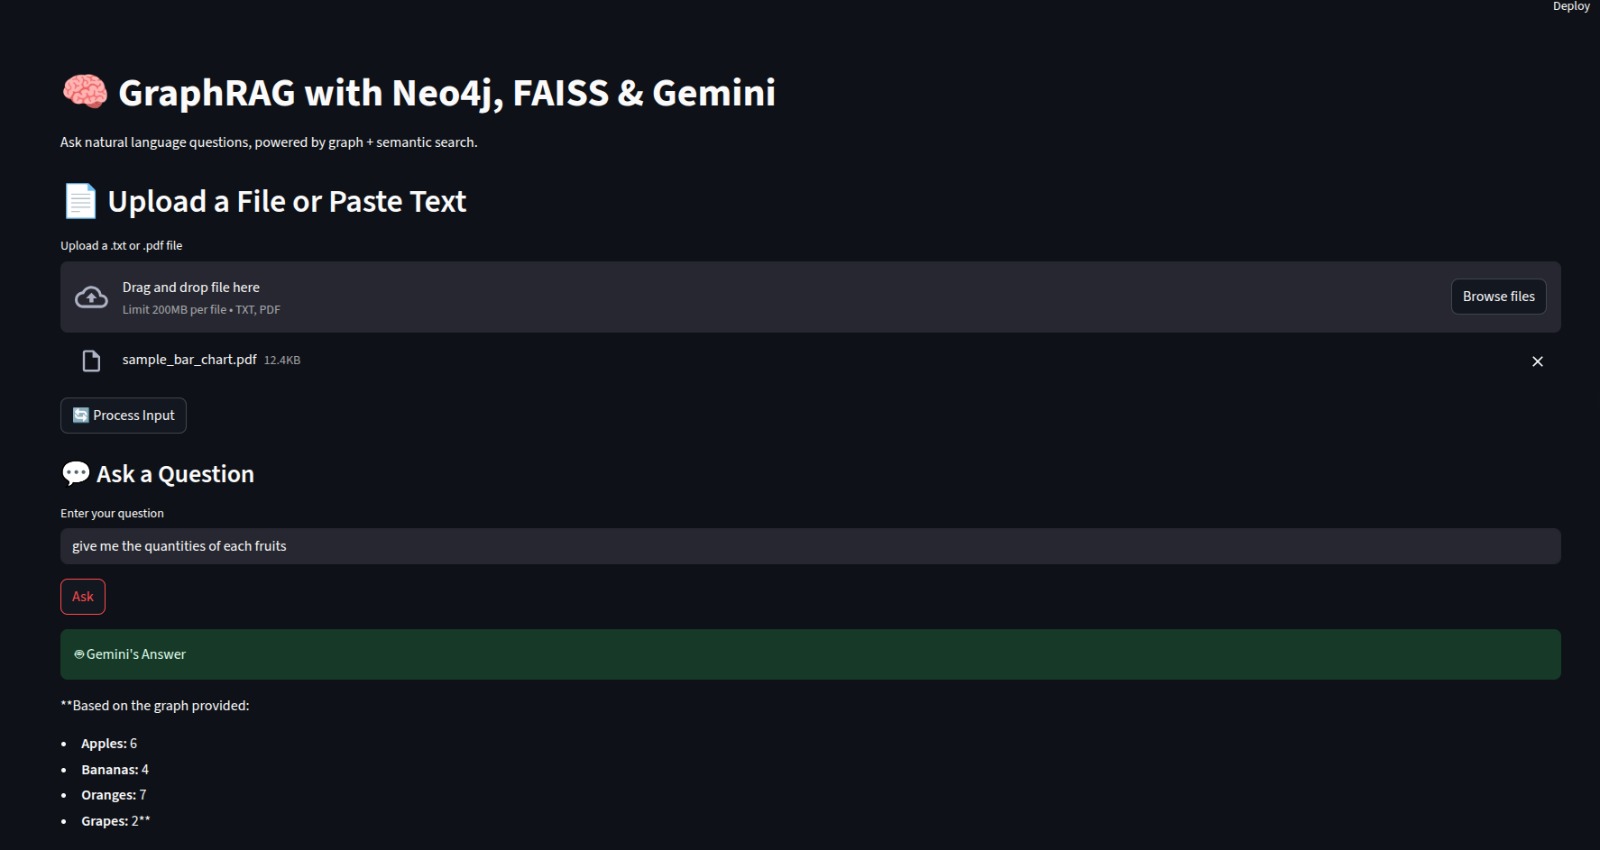 Deploy
🧠 GraphRAG with Neo4j, FAISS & Gemini
Ask natural language questions, powered by graph + semantic search.
📄 Upload a File or Paste Text
Upload a .txt or .pdf file
Drag and drop file here
Limit 200MB per file • TXT, PDF
Browse files
sample_bar_chart.pdf 12.4KB
🔄 Process Input
💬 Ask a Question
Enter your question
give me the quantities of each fruits
Ask
Gemini's Answer
**Based on the graph provided:
• Apples: 6
• Bananas: 4
• Oranges: 7
• Grapes: 2**